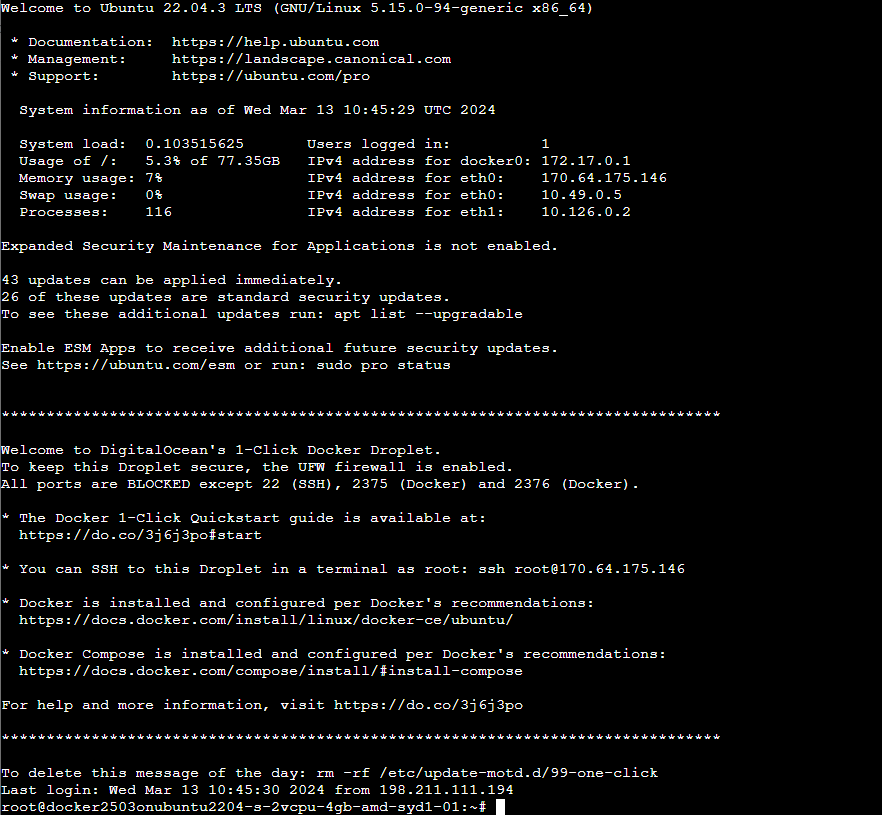 Welcome to Ubuntu 22.04.3 LTS (GNU/Linux 5.15.0-94-generic x86_64)
* Documentation: https://help.ubuntu.com
* Management: https://landscape.canonical.com
* Support: https://ubuntu.com/pro
System information as of Wed Mar 13 10:45:29 UTC 2024
System load: 0.103515625 Users logged in: 1
Usage of /: 5.3% of 77.35GB IPv4 address for docker0: 172.17.0.1
Memory usage: 7% IPv4 address for eth0: 170.64.175.146
Swap usage: 0% IPv4 address for eth0: 10.49.0.5
Processes: 116 IPv4 address for eth1: 10.126.0.2
Expanded Security Maintenance for Applications is not enabled.
43 updates can be applied immediately.
26 of these updates are standard security updates.
To see these additional updates run: apt list --upgradable
Enable ESM Apps to receive additional future security updates.
See https://ubuntu.com/esm or run: sudo pro status
********************************************************************************
Welcome to DigitalOcean's 1-Click Docker Droplet.
To keep this Droplet secure, the UFW firewall is enabled.
All ports are BLOCKED except 22 (SSH), 2375 (Docker) and 2376 (Docker).
* The Docker 1-Click Quickstart guide is available at:
https://do.co/3j6j3po#start
* You can SSH to this Droplet in a terminal as root: ssh root@170.64.175.146
* Docker is installed and configured per Docker's recommendations:
https://docs.docker.com/install/linux/docker-ce/ubuntu/
* Docker Compose is installed and configured per Docker's recommendations:
https://docs.docker.com/compose/install/#install-compose
For help and more information, visit https://do.co/3j6j3po
********************************************************************************
To delete this message of the day: rm -rf /etc/update-motd.d/99-one-click
Last login: Wed Mar 13 10:45:30 2024 from 198.211.111.194
root@docker2503onubuntu2204-s-2vcpu-4gb-amd-syd1-01:~#